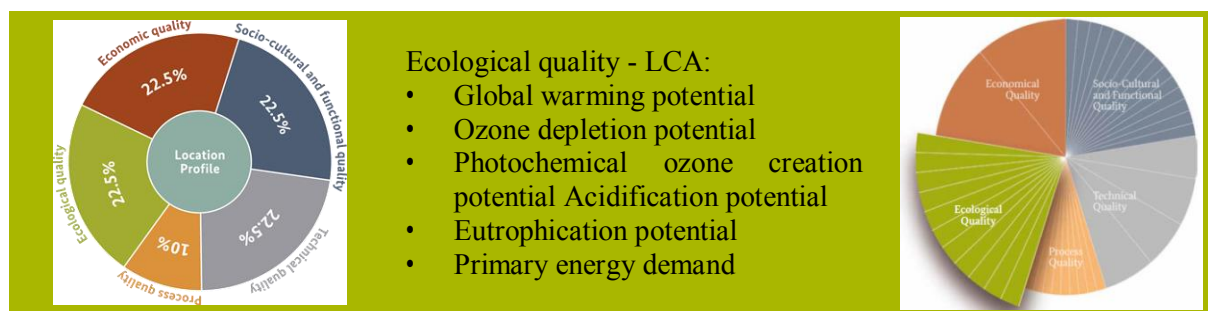 Economic quality
22.5%
Socio-cultural and functional quality
22.5%
Ecological quality
22.5%
Location
Profile
Technical quality
22.5%
Process quality
10%
Ecological quality - LCA:
• Global warming potential
• Ozone depletion potential
• Photochemical ozone creation
potential Acidification potential
• Eutrophication potential
• Primary energy demand
Economical
Quality
Socio-Cultural
and Functional
Quality
Ecological
Quality
Technical
Quality
Process
Quality